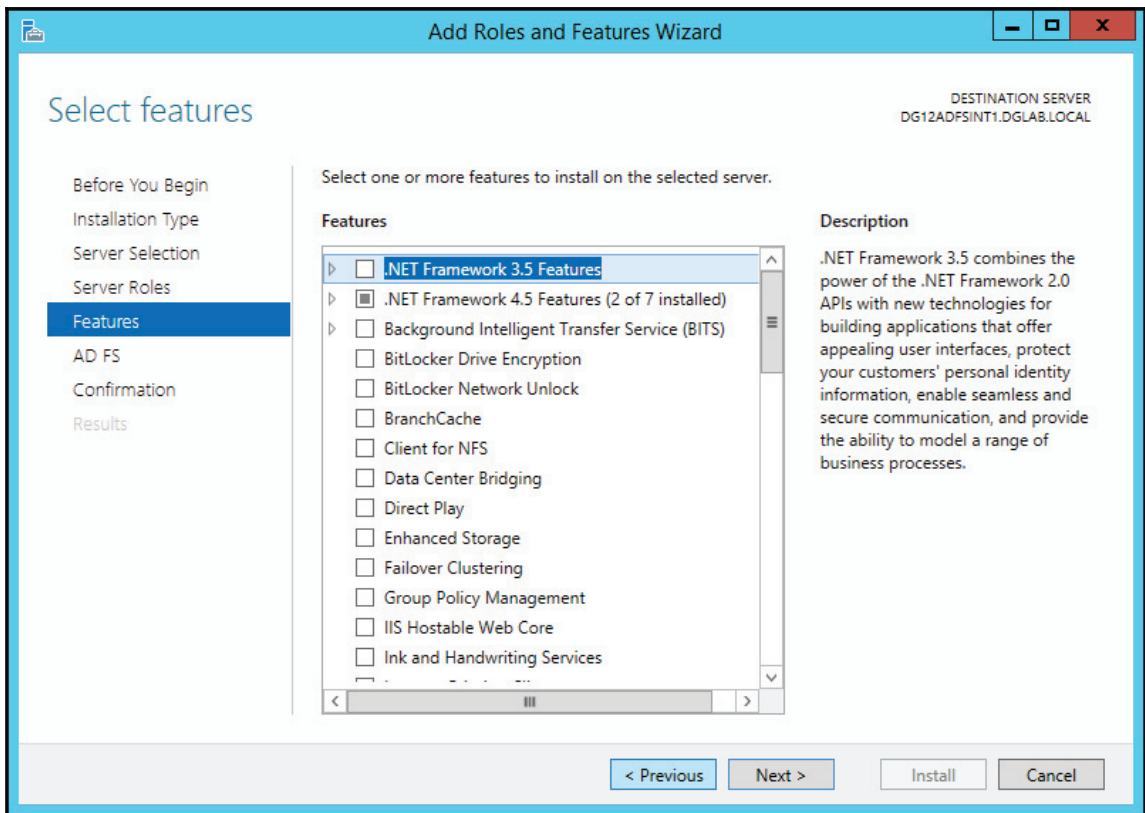 Add Roles and Features Wizard
Select features
DESTINATION SERVER
DG12ADFSINT1.DGLAB.LOCAL
Before You Begin
Installation Type
Server Selection
Server Roles
Features
AD FS
Confirmation
Results
Select one or more features to install on the selected server.
Features
.NET Framework 3.5 Features
.NET Framework 4.5 Features (2 of 7 installed)
Background Intelligent Transfer Service (BITS)
BitLocker Drive Encryption
BitLocker Network Unlock
BranchCache
Client for NFS
Data Center Bridging
Direct Play
Enhanced Storage
Failover Clustering
Group Policy Management
IIS Hostable Web Core
Ink and Handwriting Services
Description
.NET Framework 3.5 combines the
power of the .NET Framework 2.0
APIs with new technologies for
building applications that offer
appealing user interfaces, protect
your customers' personal identity
information, enable seamless and
secure communication, and provide
the ability to model a range of
business processes.
< Previous
Next >
Install
Cancel